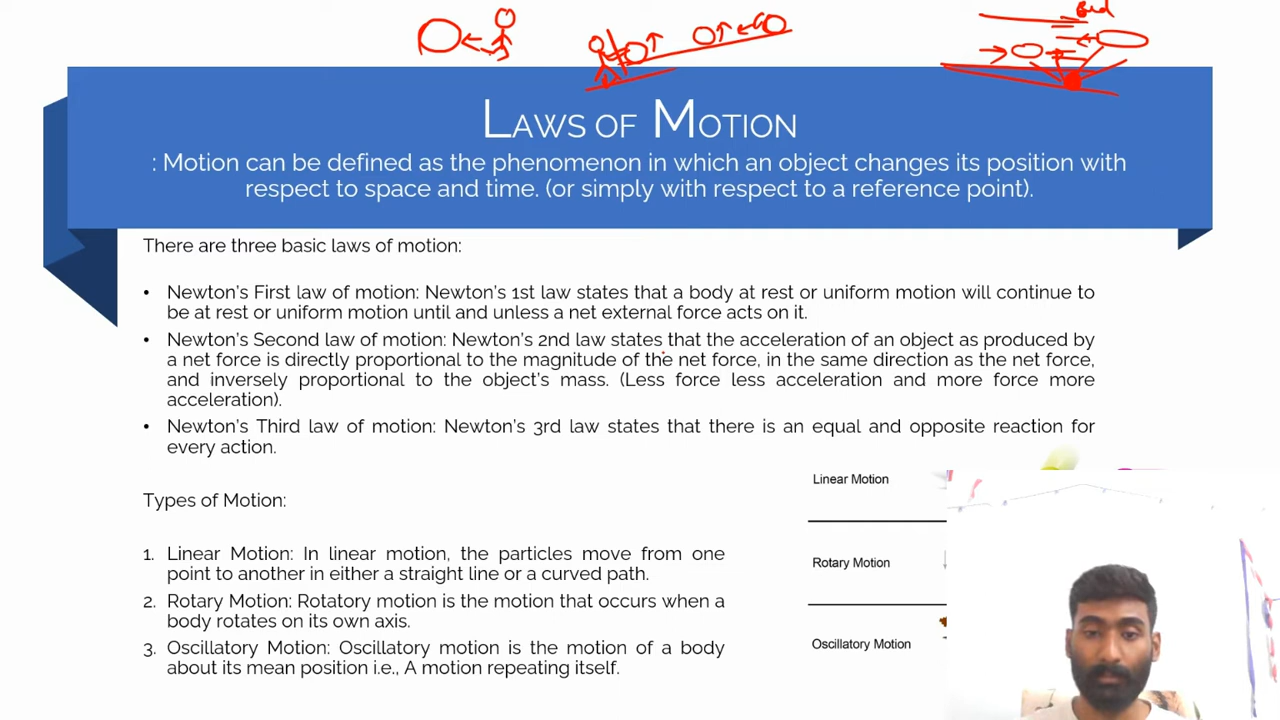 LAWS OF MOTION
: Motion can be defined as the phenomenon in which an object changes its position with
respect to space and time. (or simply with respect to a reference point).
There are three basic laws of motion:
• Newton's First law of motion: Newton's 1st law states that a body at rest or uniform motion will continue to
be at rest or uniform motion until and unless a net external force acts on it.
• Newton's Second law of motion: Newton's 2nd law states that the acceleration of an object as produced by
a net force is directly proportional to the magnitude of the net force, in the same direction as the net force,
and inversely proportional to the object's mass. (Less force less acceleration and more force more
acceleration).
• Newton's Third law of motion: Newton's 3rd law states that there is an equal and opposite reaction for
every action.
Types of Motion:
1. Linear Motion: In linear motion, the particles move from one
point to another in either a straight line or a curved path.
2. Rotary Motion: Rotatory motion is the motion that occurs when a
body rotates on its own axis.
3. Oscillatory Motion: Oscillatory motion is the motion of a body
about its mean position i.e., A motion repeating itself.
Linear Motion
Rotary Motion
Oscillatory Motion